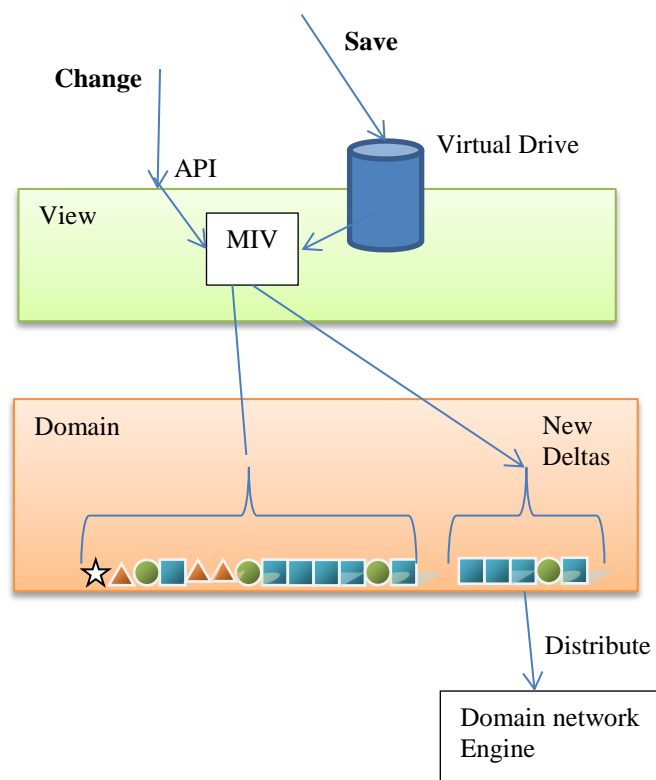 Save
Change
Virtual Drive
API
View
MIV
Domain
New
Deltas
Distribute
Domain network
Engine